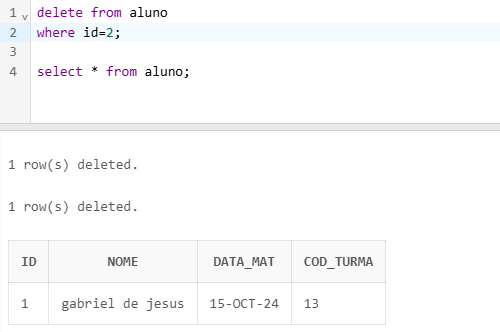 1 delete from aluno
2 where id=2;
3
4 select * from aluno;
1 row(s) deleted.
1 row(s) deleted.
ID NOME DATA_MAT COD_TURMA
1 gabriel de jesus 15-OCT-24 13